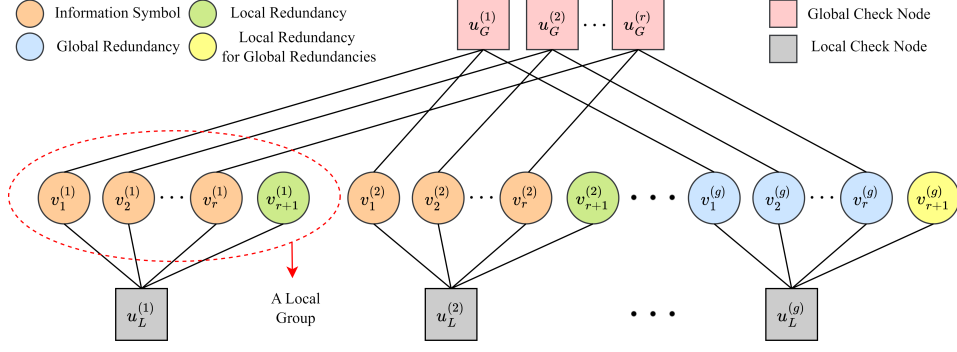 Information Symbol
Local Redundancy
Global Redundancy
Local Redundancy
for Global Redundancies
Global Check Node
Local Check Node
u_G^{(1)} u_G^{(2)} ··· u_G^{(r)}
v_1^{(1)} v_2^{(1)} ··· v_r^{(1)} v_{r+1}^{(1)} v_1^{(2)} v_2^{(2)} ··· v_r^{(2)} v_{r+1}^{(2)} ··· v_1^{(g)} v_2^{(g)} ··· v_r^{(g)} v_{r+1}^{(g)}
A Local
Group
u_L^{(1)} u_L^{(2)} ··· u_L^{(g)}